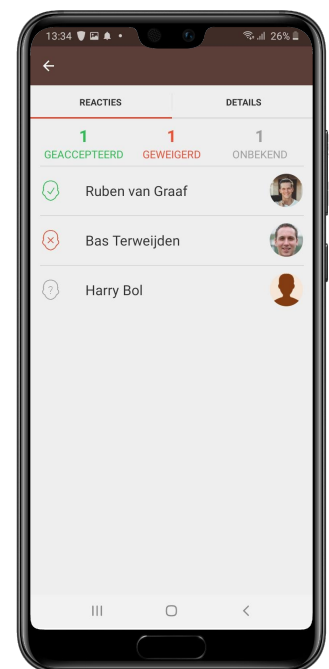 13:34 26%
REACTIES DETAILS
1 1 1
GEACCEPTEERD GEWEIGERD ONBEKEND
Ruben van Graaf
Bas Terweijden
? Harry Bol